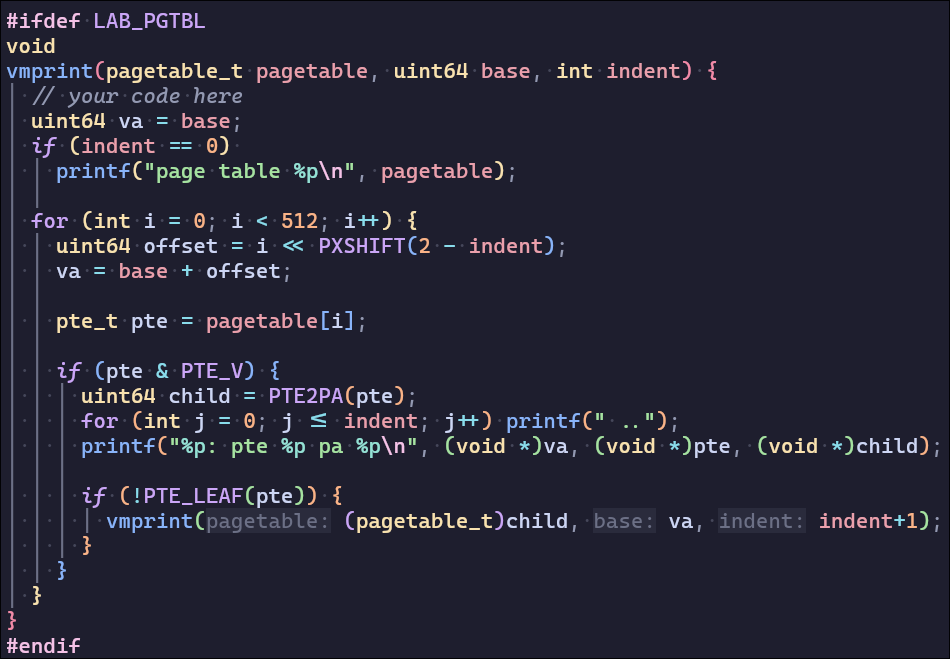 #ifdef LAB_PGTBL
void
vmprint(pagetable_t pagetable, uint64 base, int indent) {
  // your code here
  uint64 va = base;
  if (indent == 0)
    printf("page table %p\n", pagetable);
  for (int i = 0; i < 512; i++) {
    uint64 offset = i << PXSHIFT(2 - indent);
    va = base + offset;
    pte_t pte = pagetable[i];
    if (pte & PTE_V) {
      uint64 child = PTE2PA(pte);
      for (int j = 0; j <= indent; j++) printf(" ..");
      printf("%p: pte %p pa %p\n", (void *)va, (void *)pte, (void *)child);
      if (!PTE_LEAF(pte)) {
        vmprint(pagetable: (pagetable_t)child, base: va, indent: indent+1);
      }
    }
  }
}
#endif